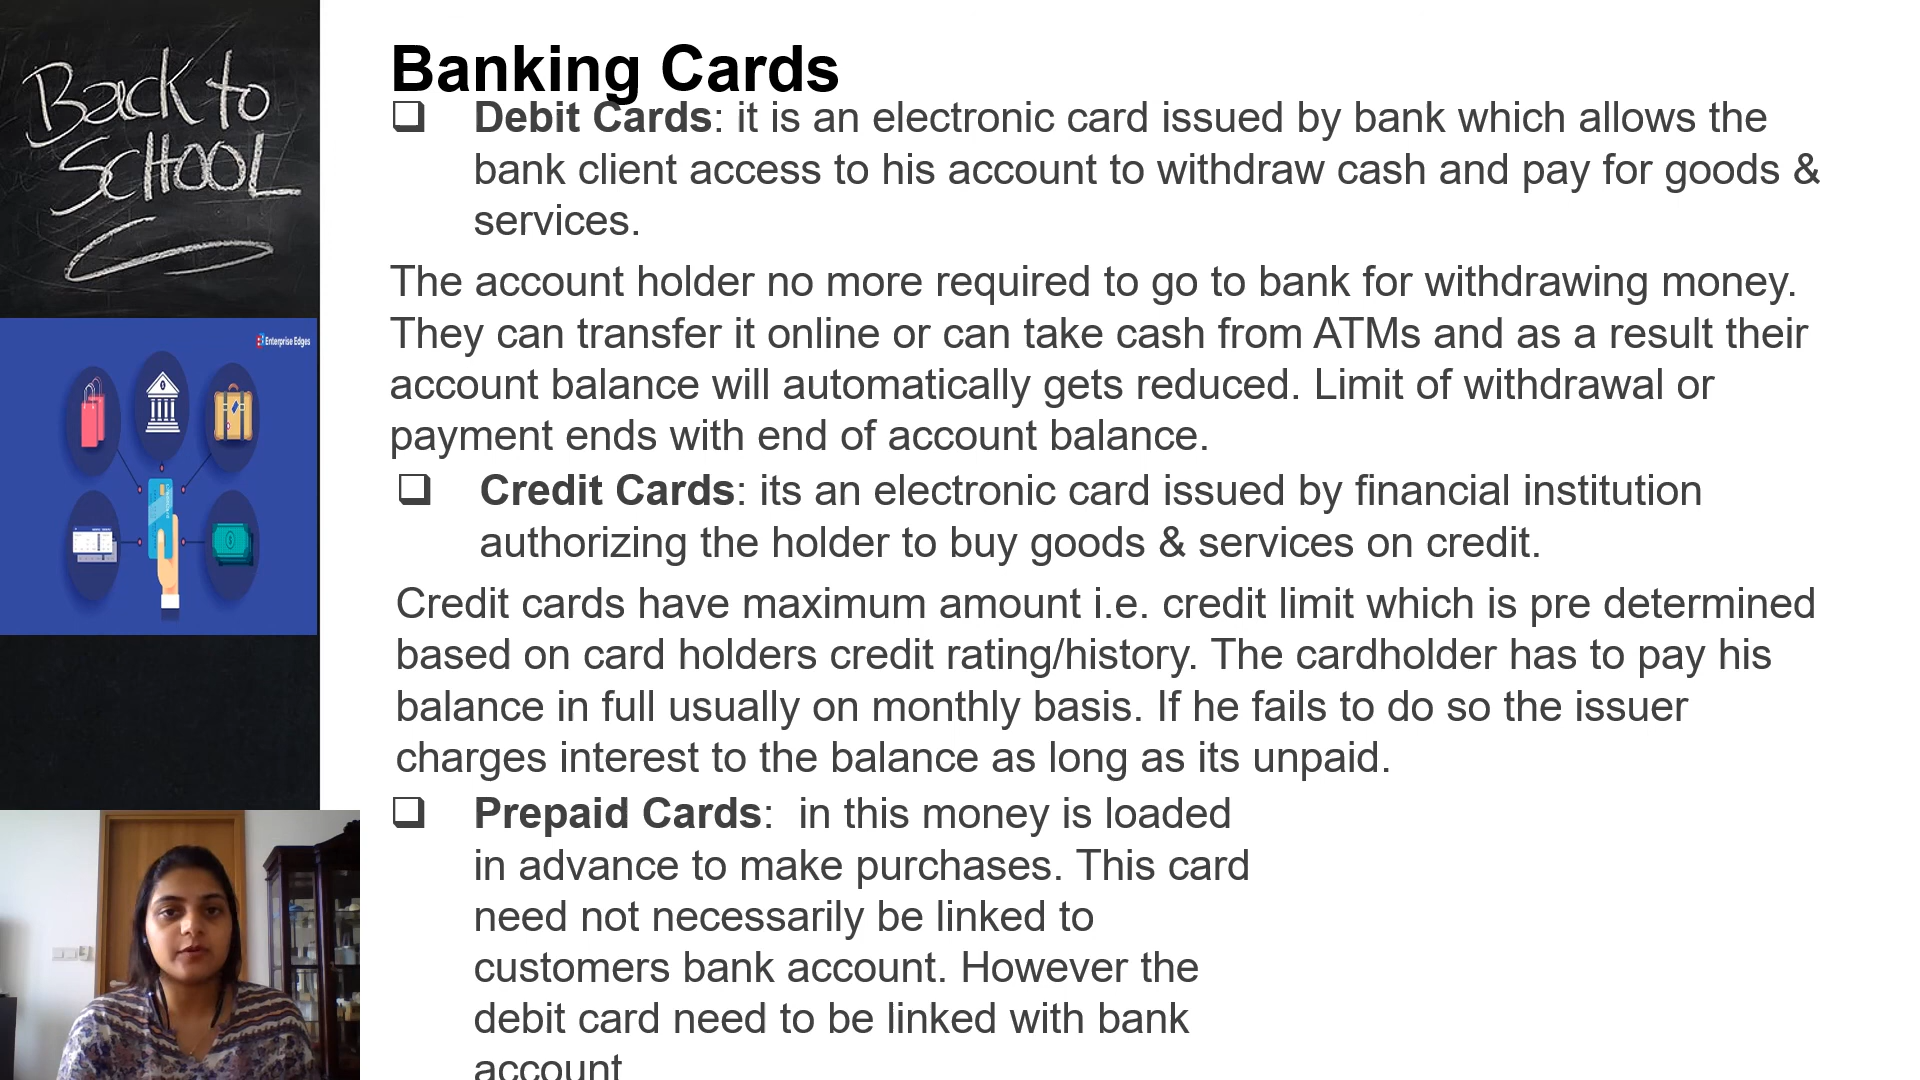 Back to
SCHOOL
Enterprise Edges
Banking Cards
❑ Debit Cards: it is an electronic card issued by bank which allows the
bank client access to his account to withdraw cash and pay for goods &
services.
The account holder no more required to go to bank for withdrawing money.
They can transfer it online or can take cash from ATMs and as a result their
account balance will automatically gets reduced. Limit of withdrawal or
payment ends with end of account balance.
❑ Credit Cards: its an electronic card issued by financial institution
authorizing the holder to buy goods & services on credit.
Credit cards have maximum amount i.e. credit limit which is pre determined
based on card holders credit rating/history. The cardholder has to pay his
balance in full usually on monthly basis. If he fails to do so the issuer
charges interest to the balance as long as its unpaid.
❑ Prepaid Cards:  in this money is loaded
in advance to make purchases. This card
need not necessarily be linked to
customers bank account. However the
debit card need to be linked with bank
account